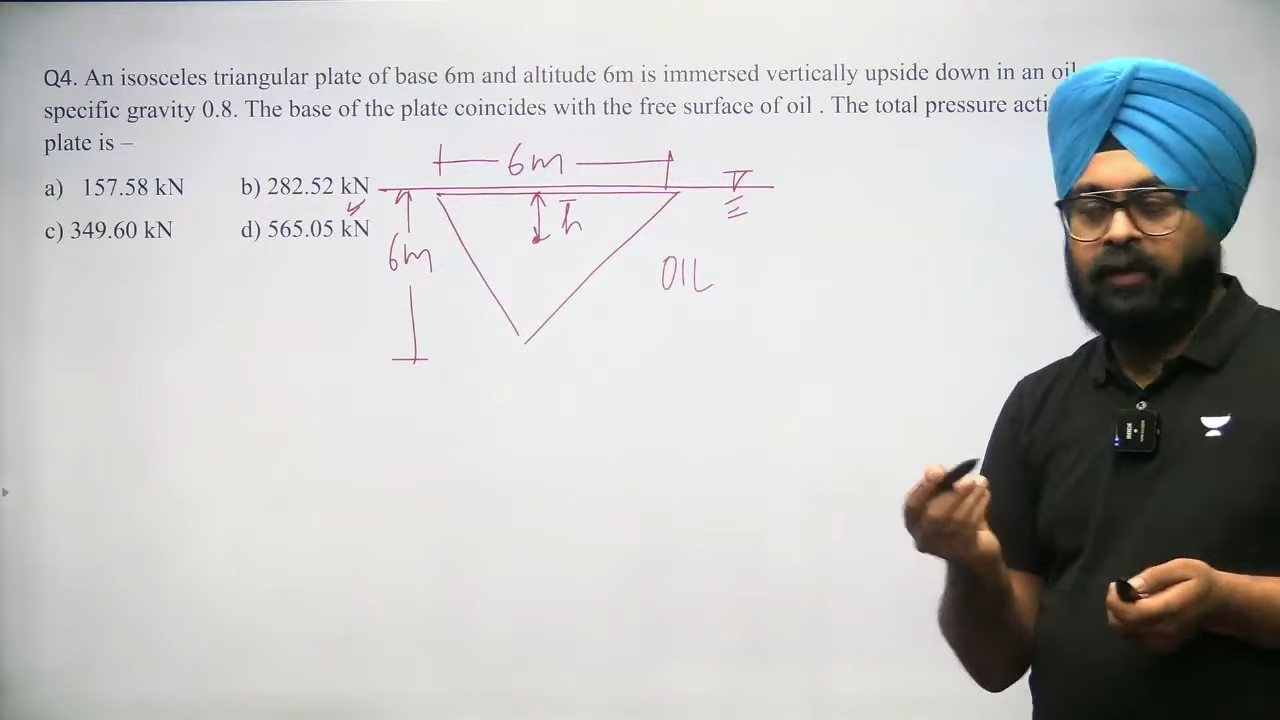 Q4. An isosceles triangular plate of base 6m and altitude 6m is immersed vertically upside down in an oil
specific gravity 0.8. The base of the plate coincides with the free surface of oil . The total pressure acti
plate is –
6m
a) 157.58 kN b) 282.52 kN
c) 349.60 kN d) 565.05 kN
h̄
6m
OIL
RØDE